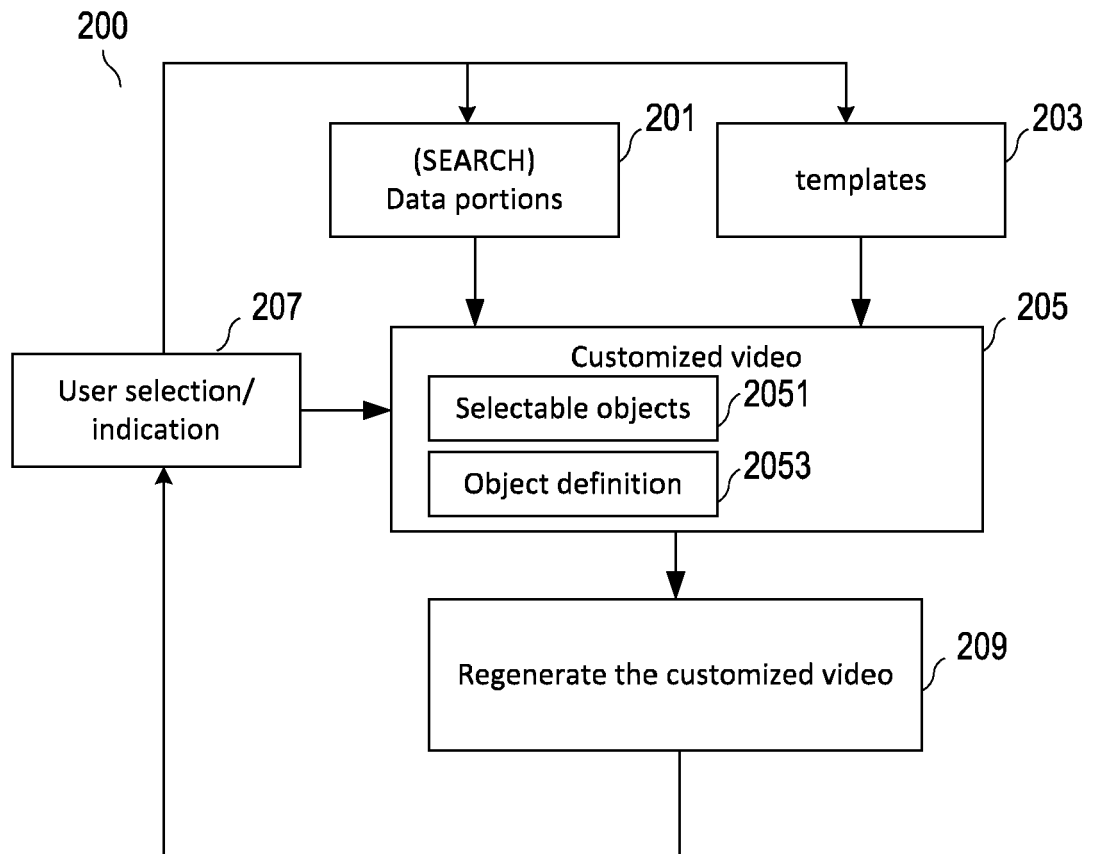 200
201
(SEARCH)
Data portions
203
templates
207
User selection/
indication
205
Customized video
Selectable objects
2051
Object definition
2053
209
Regenerate the customized video